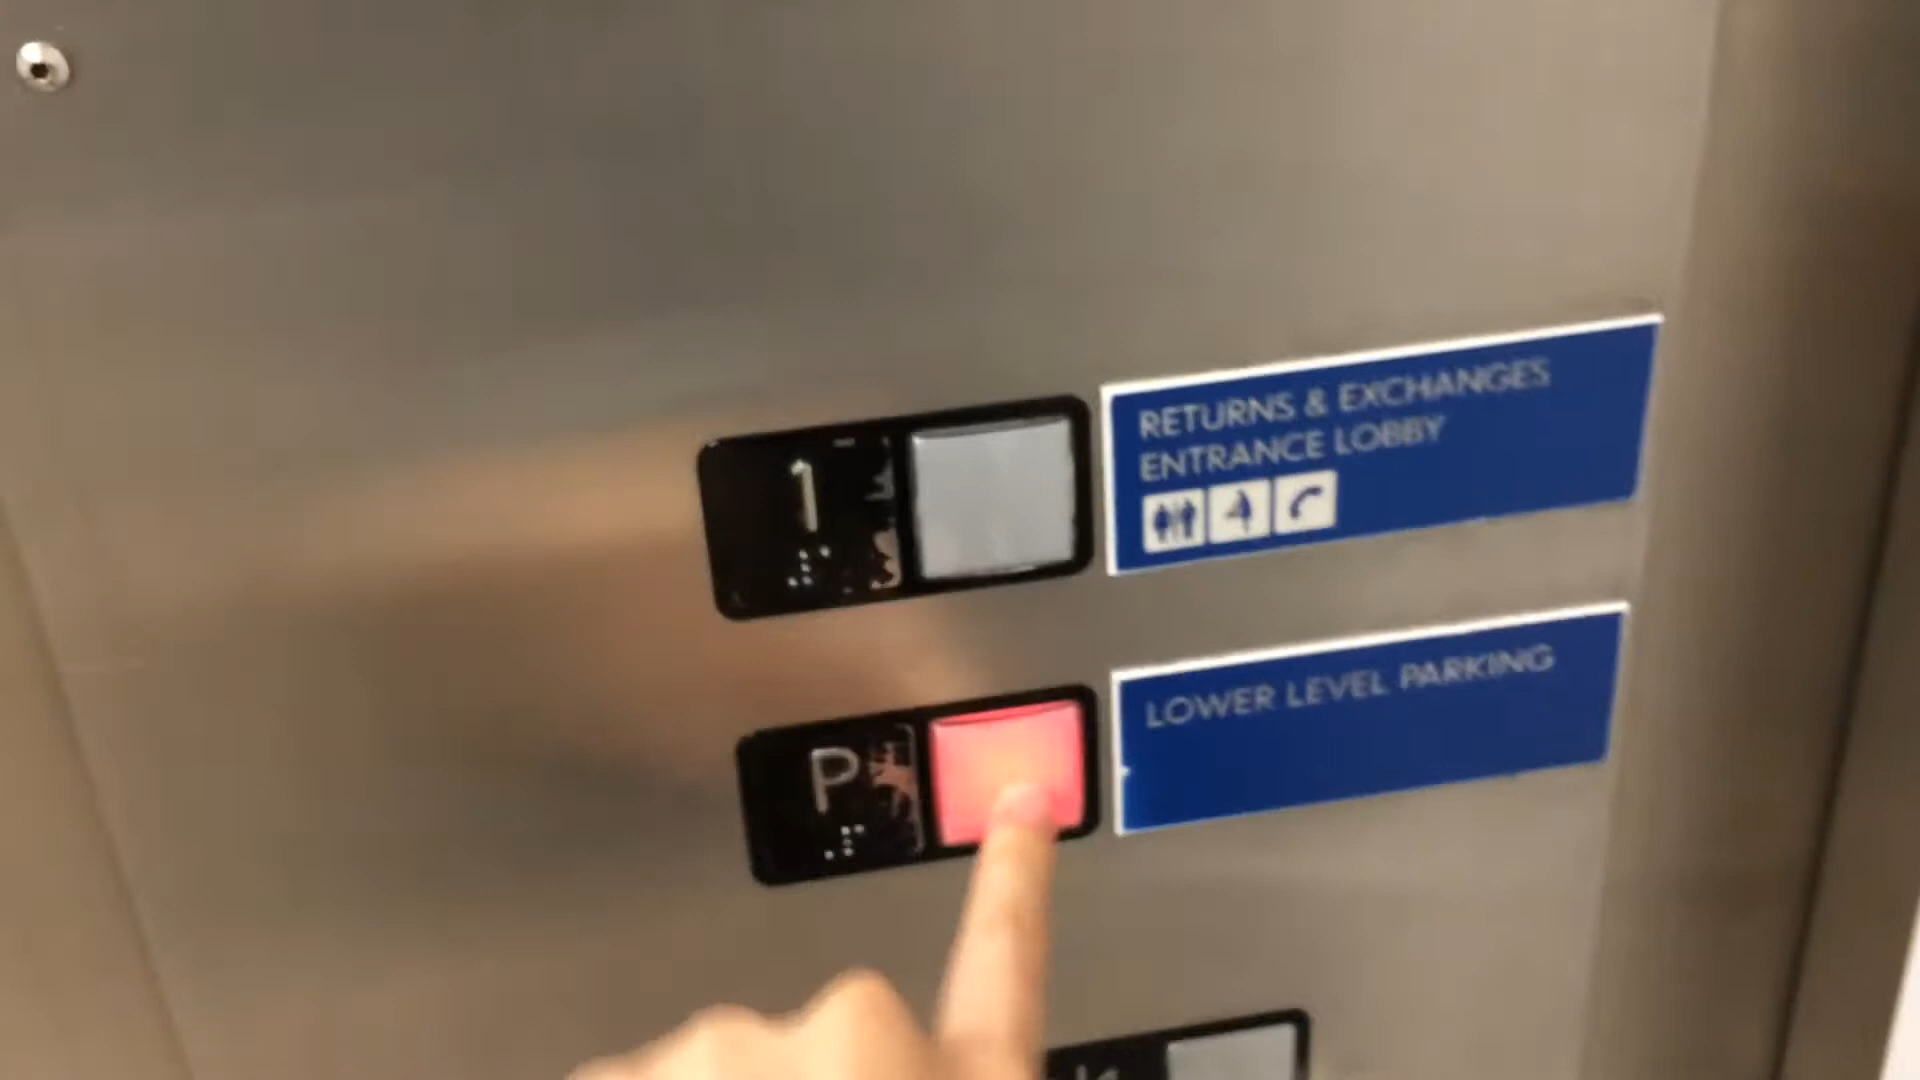 1
RETURNS & EXCHANGES
ENTRANCE LOBBY
P
LOWER LEVEL PARKING